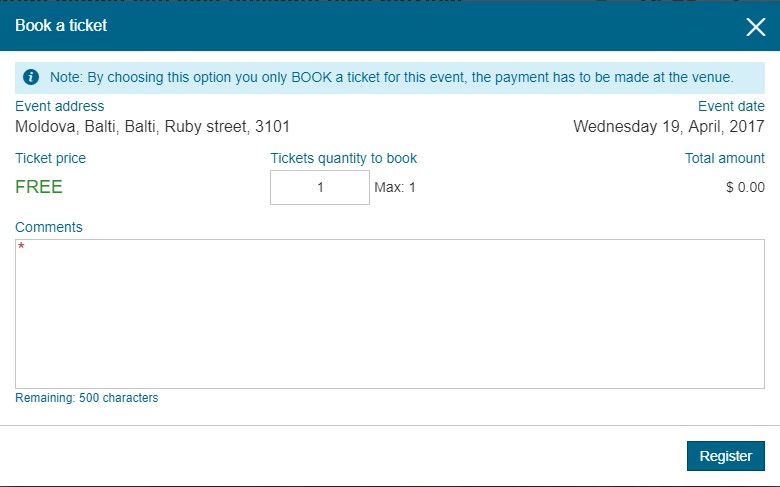 Book a ticket
Note: By choosing this option you only BOOK a ticket for this event, the payment has to be made at the venue.
Event address Event date
Moldova, Balti, Balti, Ruby street, 3101 Wednesday 19, April, 2017
Ticket price Tickets quantity to book Total amount
FREE 1 Max: 1 $ 0.00
Comments
*
Remaining: 500 characters
Register